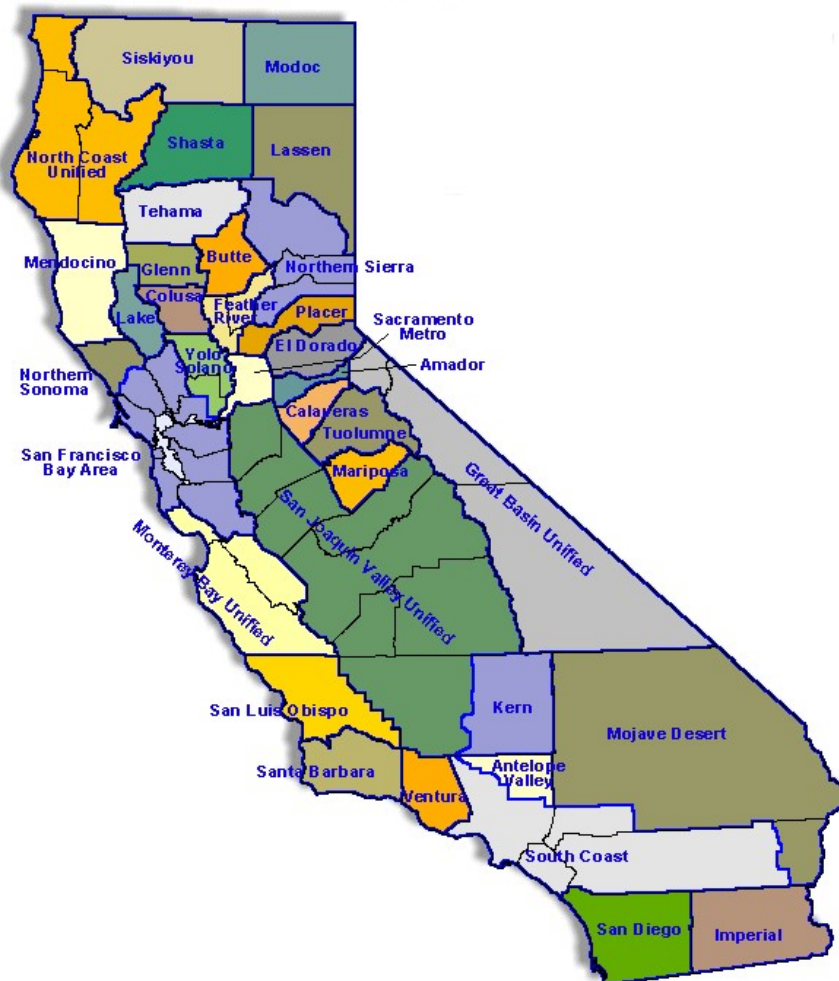 Siskiyou
Modoc
Shasta
Lassen
North Coast
Unified
Tehama
Mendocino
Glenn
Butte
Northern Sierra
Colusa
Feather
River
Lake
Placer
Sacramento
Metro
El Dorado
Yolo
Solano
Amador
Northern
Sonoma
Calaveras
Tuolumne
San Francisco
Bay Area
Mariposa
Great Basin Unified
San Joaquin Valley Unified
Monterey Bay Unified
San Luis Obispo
Kern
Mojave Desert
Santa Barbara
Antelope
Valley
Ventura
South Coast
San Diego
Imperial